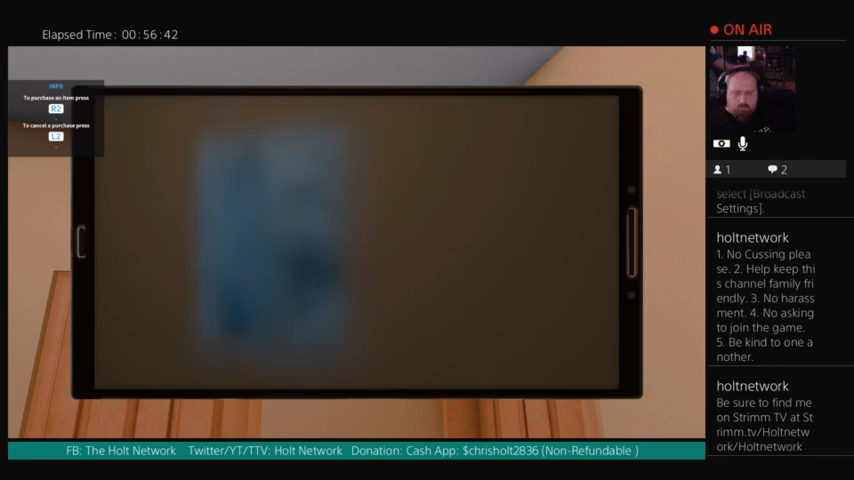 Elapsed Time: 00:56:42
ON AIR
INFO
To purchase an item press
R2
To cancel a purchase press
L2
1
2
select [Broadcast
Settings].
holtnetwork
1. No Cussing plea
se. 2. Help keep thi
s channel family fri
endly. 3. No harass
ment. 4. No asking
to join the game.
5. Be kind to one a
nother.
holtnetwork
Be sure to find me
on Strimm TV at St
rimm.tv/Holtnetw
ork/Holtnetwork
FB: The Holt Network Twitter/YT/TTV: Holt Network Donation: Cash App: $chrisholt2836 (Non-Refundable )